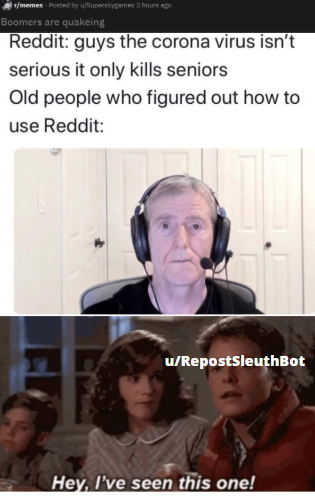 r/memes · Posted by u/Superskygames 3 hours ago
Boomers are quakeing
Reddit: guys the corona virus isn't
serious it only kills seniors
Old people who figured out how to
use Reddit:
u/RepostSleuthBot
Hey, I've seen this one!